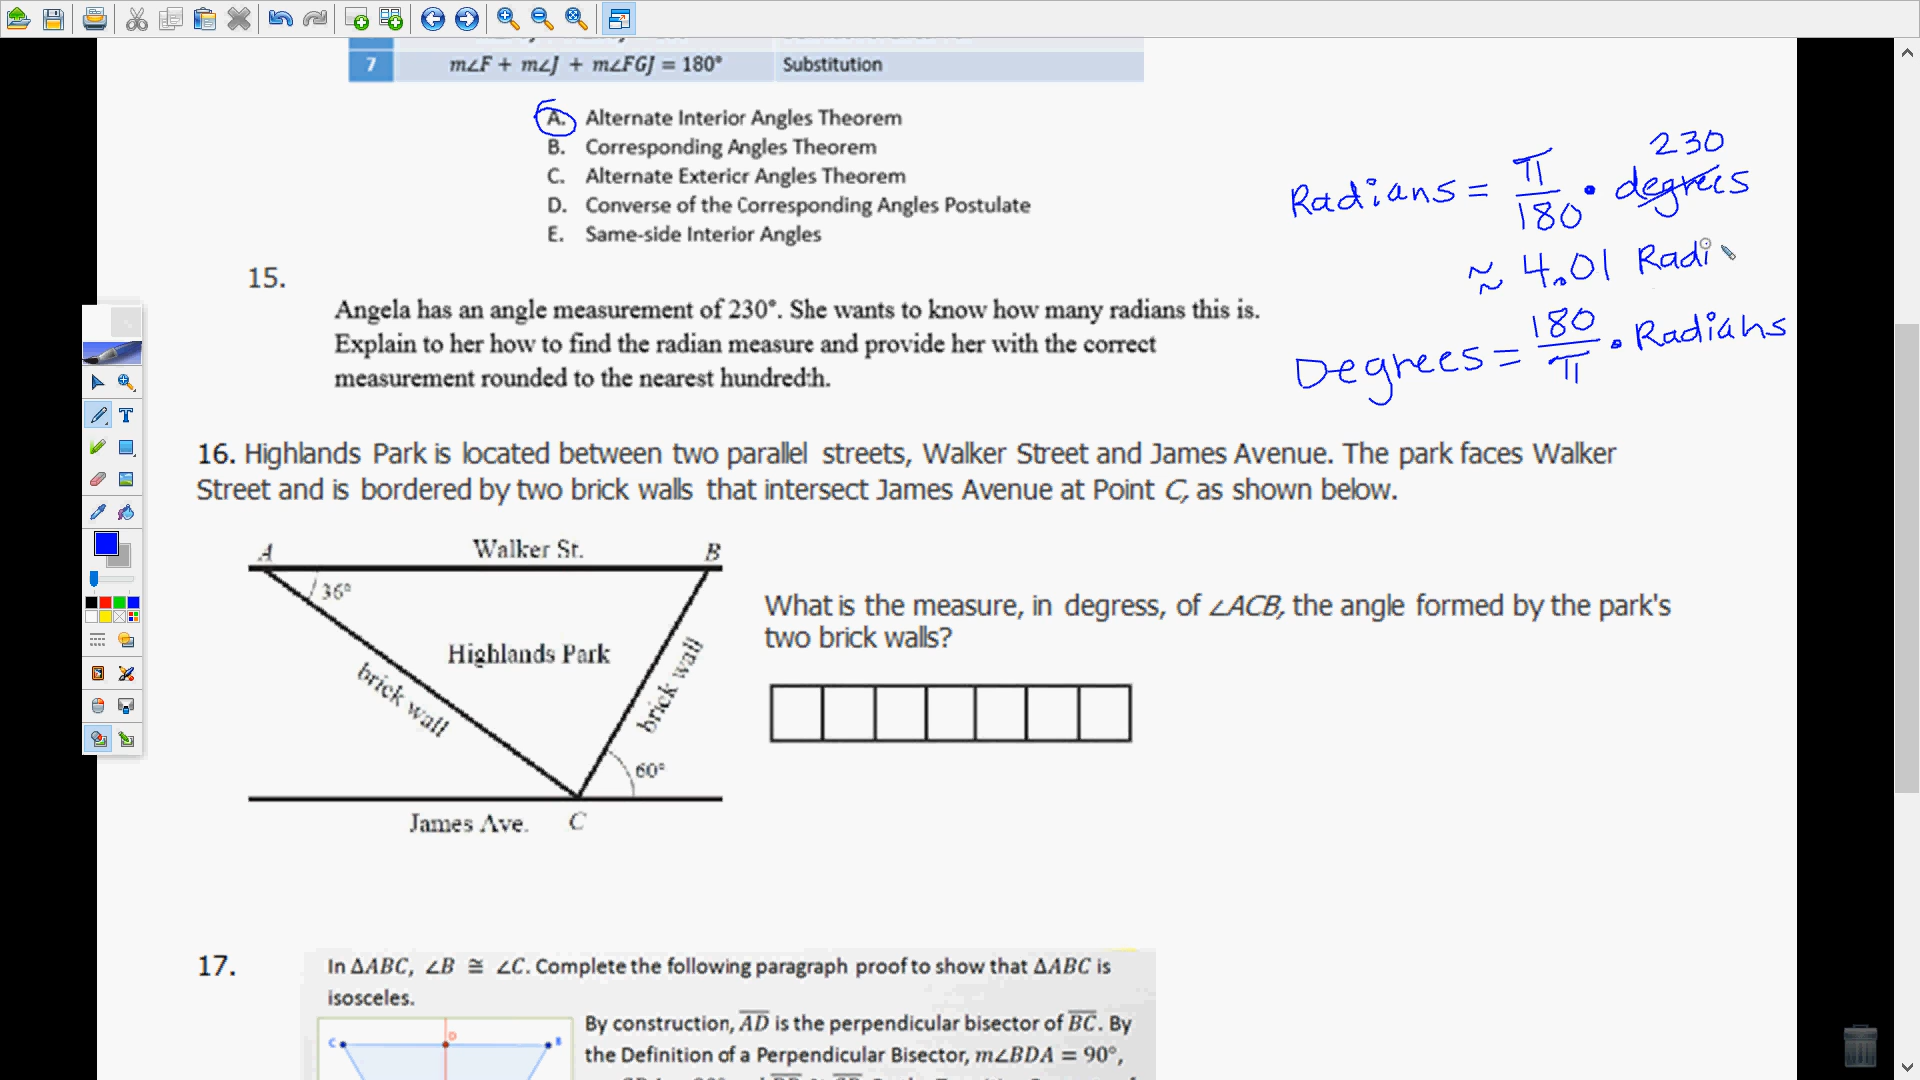 7 m∠F + m∠J + m∠FGJ = 180° Substitution
A. Alternate Interior Angles Theorem
B. Corresponding Angles Theorem
C. Alternate Exterior Angles Theorem
D. Converse of the Corresponding Angles Postulate
E. Same-side Interior Angles
230
Radians = π/180 · degrees
≈ 4.01 Radi
Degrees = 180/π · Radians
15.
Angela has an angle measurement of 230°. She wants to know how many radians this is.
Explain to her how to find the radian measure and provide her with the correct
measurement rounded to the nearest hundredth.
16. Highlands Park is located between two parallel streets, Walker Street and James Avenue. The park faces Walker
Street and is bordered by two brick walls that intersect James Avenue at Point C, as shown below.
A Walker St. B
36°
Highlands Park
brick wall
brick wall
60°
James Ave. C
What is the measure, in degress, of ∠ACB, the angle formed by the park's
two brick walls?
17.
In ΔABC, ∠B ≅ ∠C. Complete the following paragraph proof to show that ΔABC is
isosceles.
C D B
By construction, AD is the perpendicular bisector of BC. By
the Definition of a Perpendicular Bisector, m∠BDA = 90°,